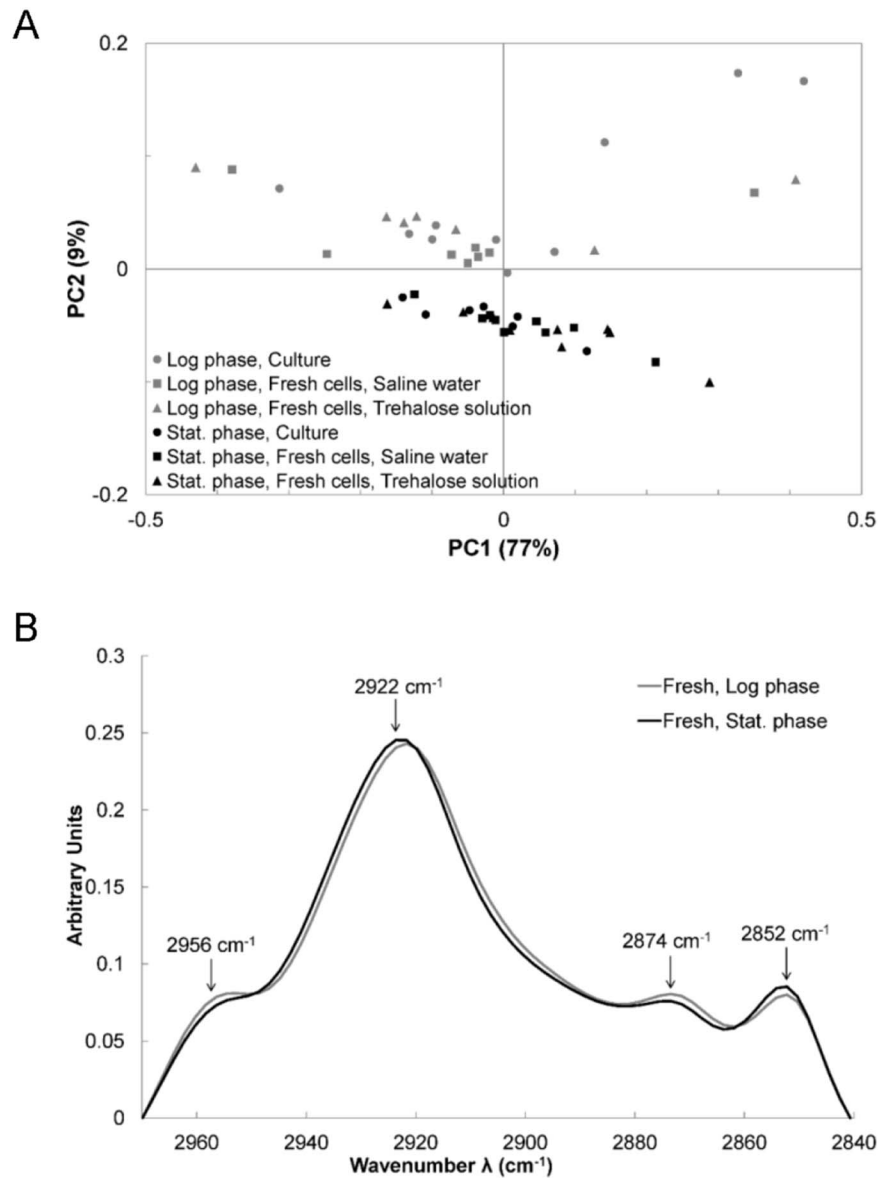 A
0.2
0
-0.2
PC2 (9%)
Log phase, Culture
Log phase, Fresh cells, Saline water
Log phase, Fresh cells, Trehalose solution
Stat. phase, Culture
Stat. phase, Fresh cells, Saline water
Stat. phase, Fresh cells, Trehalose solution
-0.5 0 0.5
PC1 (77%)
B
0.3
0.25
0.2
0.15
0.1
0.05
0
Arbitrary Units
2922 cm-1
Fresh, Log phase
Fresh, Stat. phase
2956 cm-1
2874 cm-1
2852 cm-1
2960 2940 2920 2900 2880 2860 2840
Wavenumber λ (cm-1)